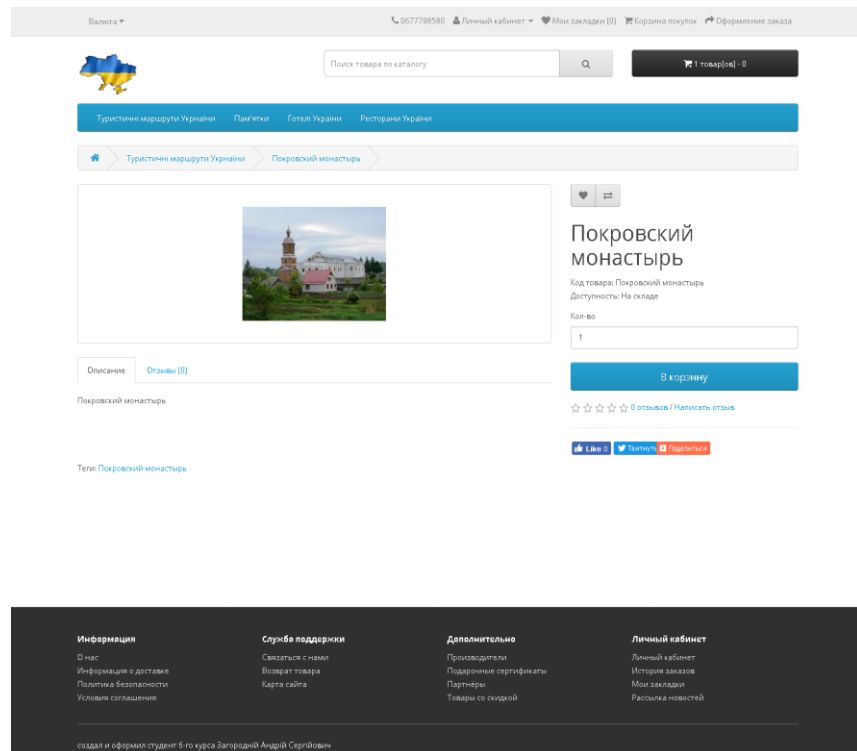 Валюта
0677798580 Личный кабинет Мои закладки (0) Корзина покупок Оформление заказа
Поиск товара по каталогу
1 товар(ов) - 0
Туристичні маршрути Укрнаїни Пам'ятки Готелі України Ресторани України
Туристичні маршрути Укрнаїни Покровский монастырь
Покровский
монастырь
Код товара: Покровский монастырь
Доступность: На складе
Кол-во
1
В корзину
0 отзывов / Написать отзыв
Like 0 Твитнуть Поделиться
Описание Отзывы (0)
Покровский монастырь
Теги: Покровский монастырь
Информация
О нас
Информация о доставке
Политика безопасности
Условия соглашения
Служба поддержки
Связаться с нами
Возврат товара
Карта сайта
Дополнительно
Производители
Подарочные сертификаты
Партнёры
Товары со скидкой
Личный кабинет
Личный кабинет
История заказов
Мои закладки
Рассылка новостей
создал и оформил студент 6-го курса Загородній Андрій Сергійович